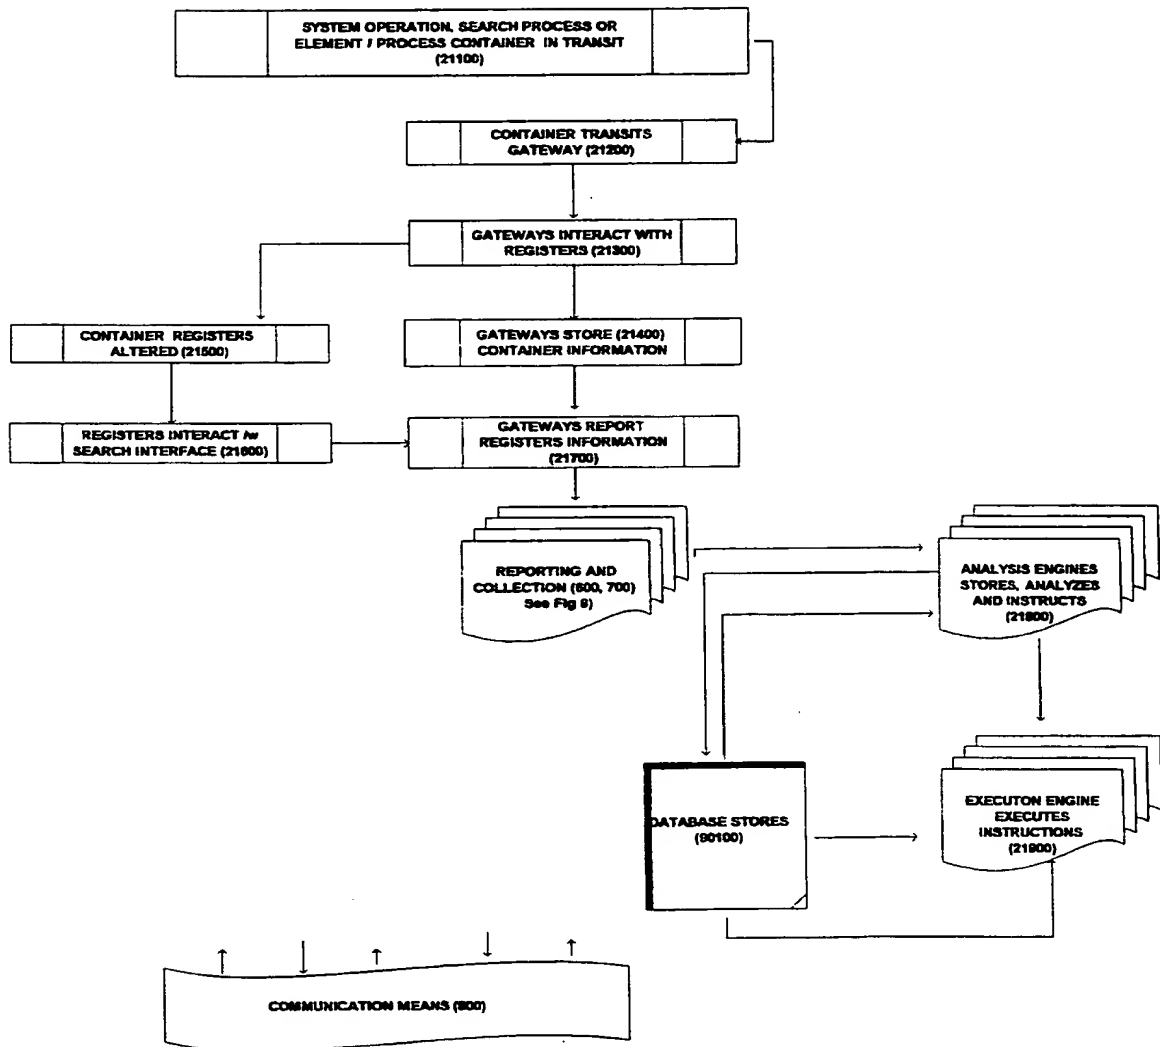 SYSTEM OPERATION, SEARCH PROCESS OR
ELEMENT / PROCESS CONTAINER IN TRANSIT
(21100)
CONTAINER TRANSITS
GATEWAY (21200)
GATEWAYS INTERACT WITH
REGISTERS (21300)
CONTAINER REGISTERS
ALTERED (21500)
GATEWAYS STORE (21400)
CONTAINER INFORMATION
REGISTERS INTERACT /w
SEARCH INTERFACE (21600)
GATEWAYS REPORT
REGISTERS INFORMATION
(21700)
REPORTING AND
COLLECTION (600, 700)
See Fig 9)
ANALYSIS ENGINES
STORES, ANALYZES
AND INSTRUCTS
(21800)
DATABASE STORES
(90100)
EXECUTON ENGINE
EXECUTES
INSTRUCTIONS
(21900)
COMMUNICATION MEANS (800)